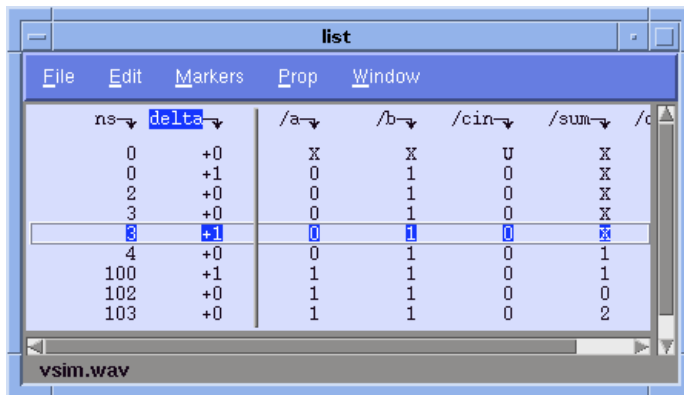 list
File Edit Markers Prop Window
ns delta /a /b /cin /sum
0 +0 X X U X
0 +1 0 1 0 X
2 +0 0 1 0 X
3 +0 0 1 0 X
3 +1 0 1 0 X
4 +0 0 1 0 1
100 +1 1 1 0 1
102 +0 1 1 0 0
103 +0 1 1 0 2
vsim.wav